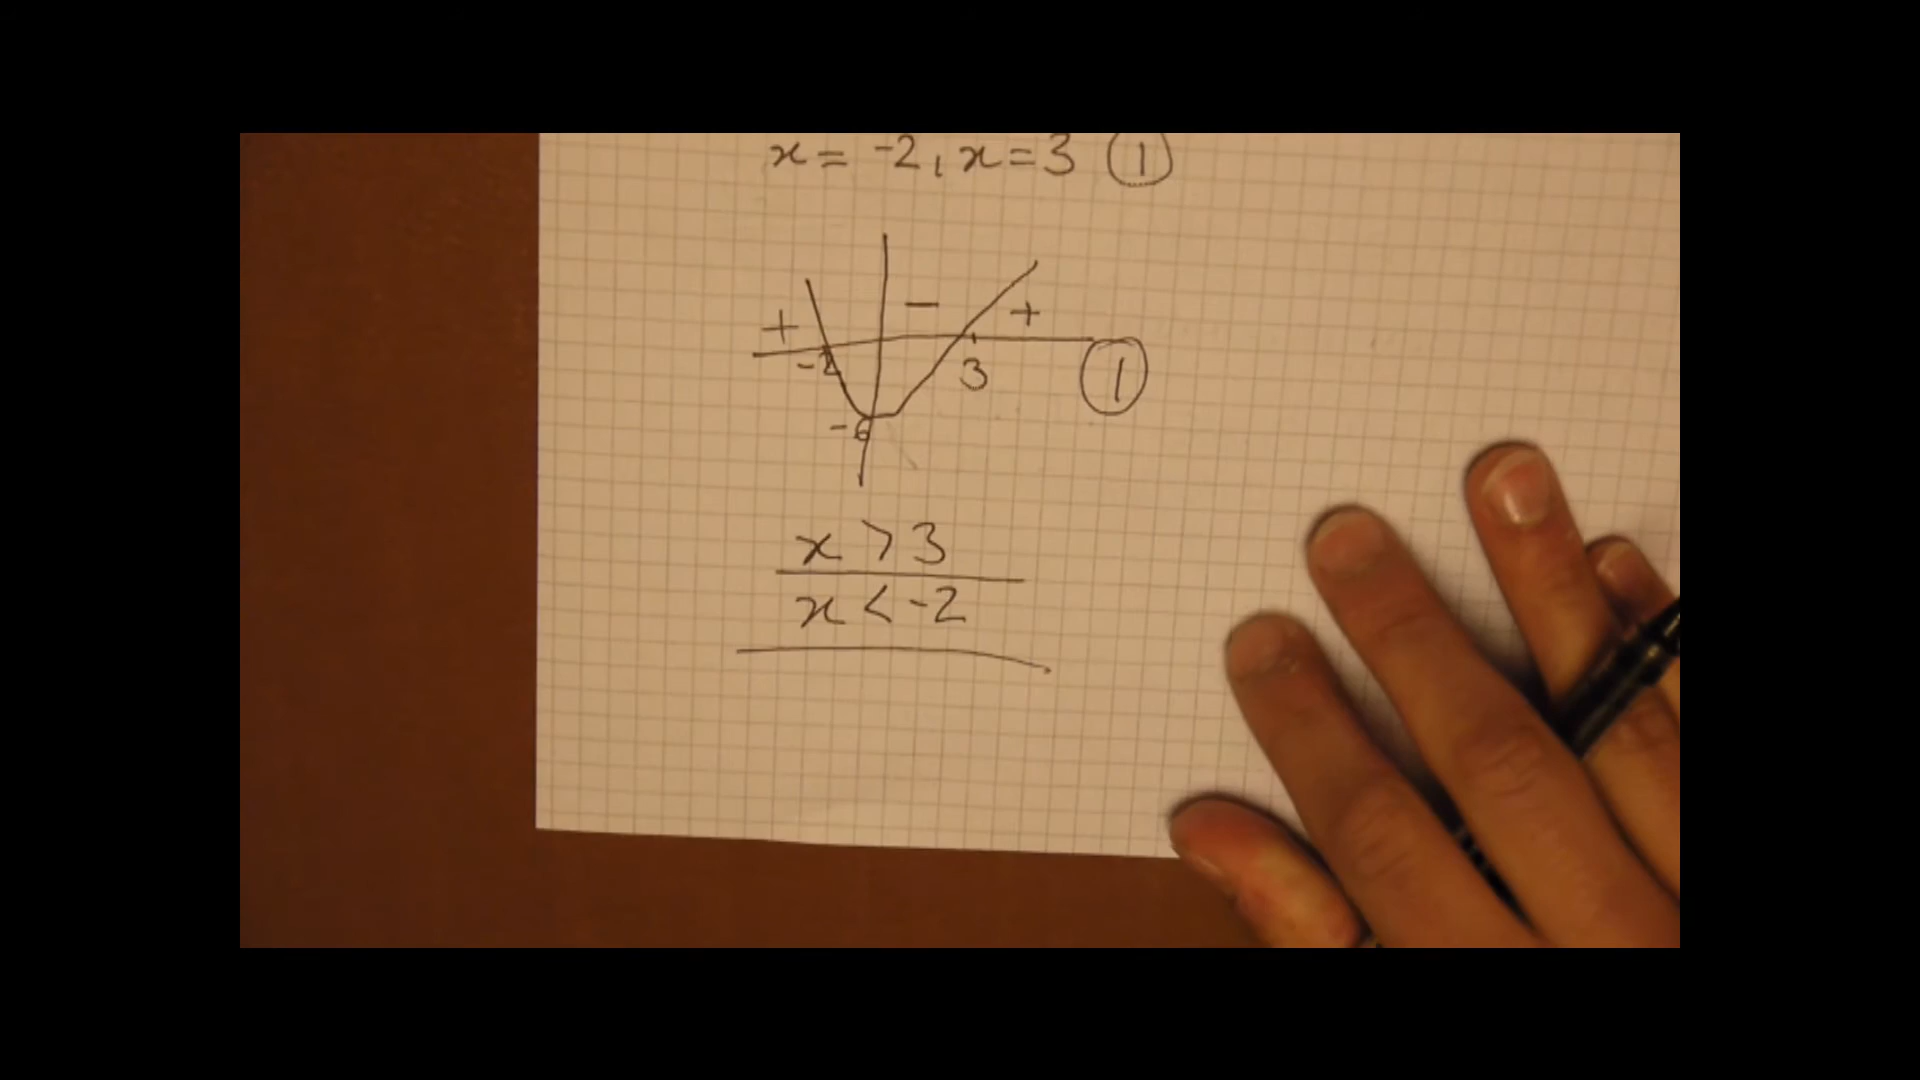 x = -2, x = 3 1
+ - +
-2 3 1
-6
x > 3
x < -2